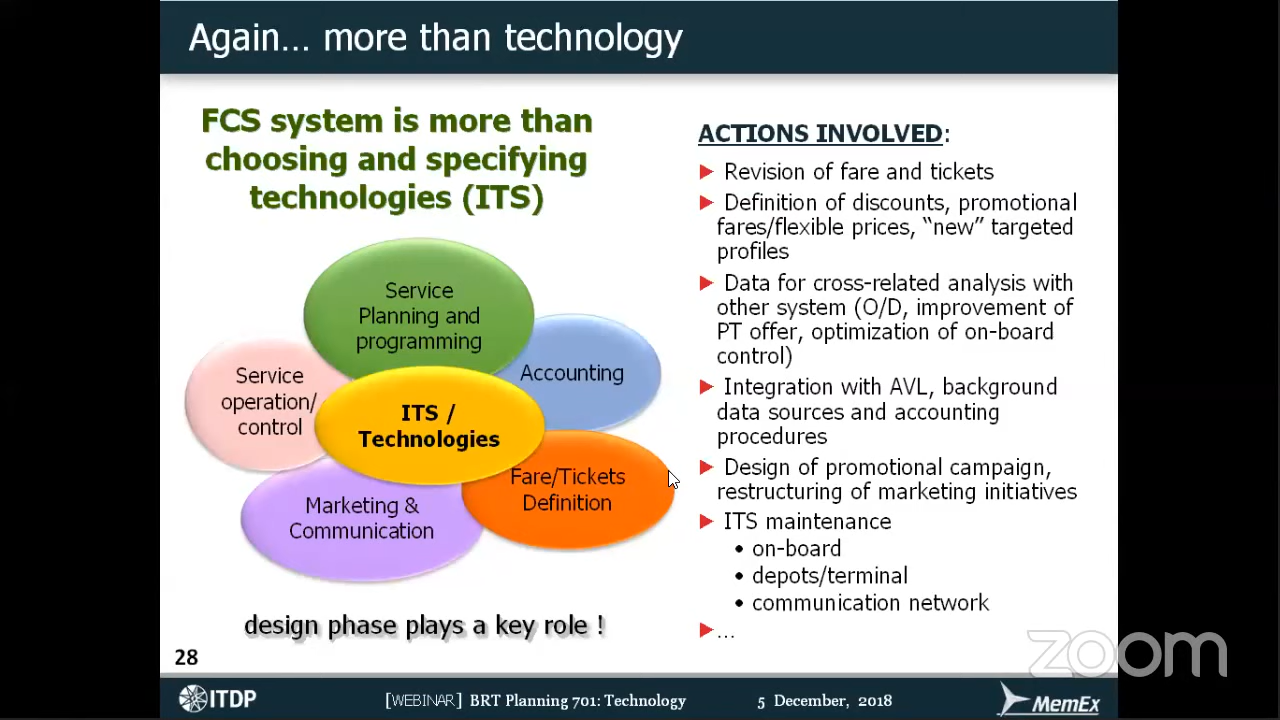 Again... more than technology
FCS system is more than
choosing and specifying
technologies (ITS)
Service
Planning and
programming
Accounting
Service
operation/
control
ITS /
Technologies
Fare/Tickets
Definition
Marketing &
Communication
design phase plays a key role !
28
ACTIONS INVOLVED:
Revision of fare and tickets
Definition of discounts, promotional
fares/flexible prices, “new” targeted
profiles
Data for cross-related analysis with
other system (O/D, improvement of
PT offer, optimization of on-board
control)
Integration with AVL, background
data sources and accounting
procedures
Design of promotional campaign,
restructuring of marketing initiatives
ITS maintenance
• on-board
• depots/terminal
• communication network
...
zoom
ITDP
[WEBINAR] BRT Planning 701: Technology
5 December, 2018
MemEx